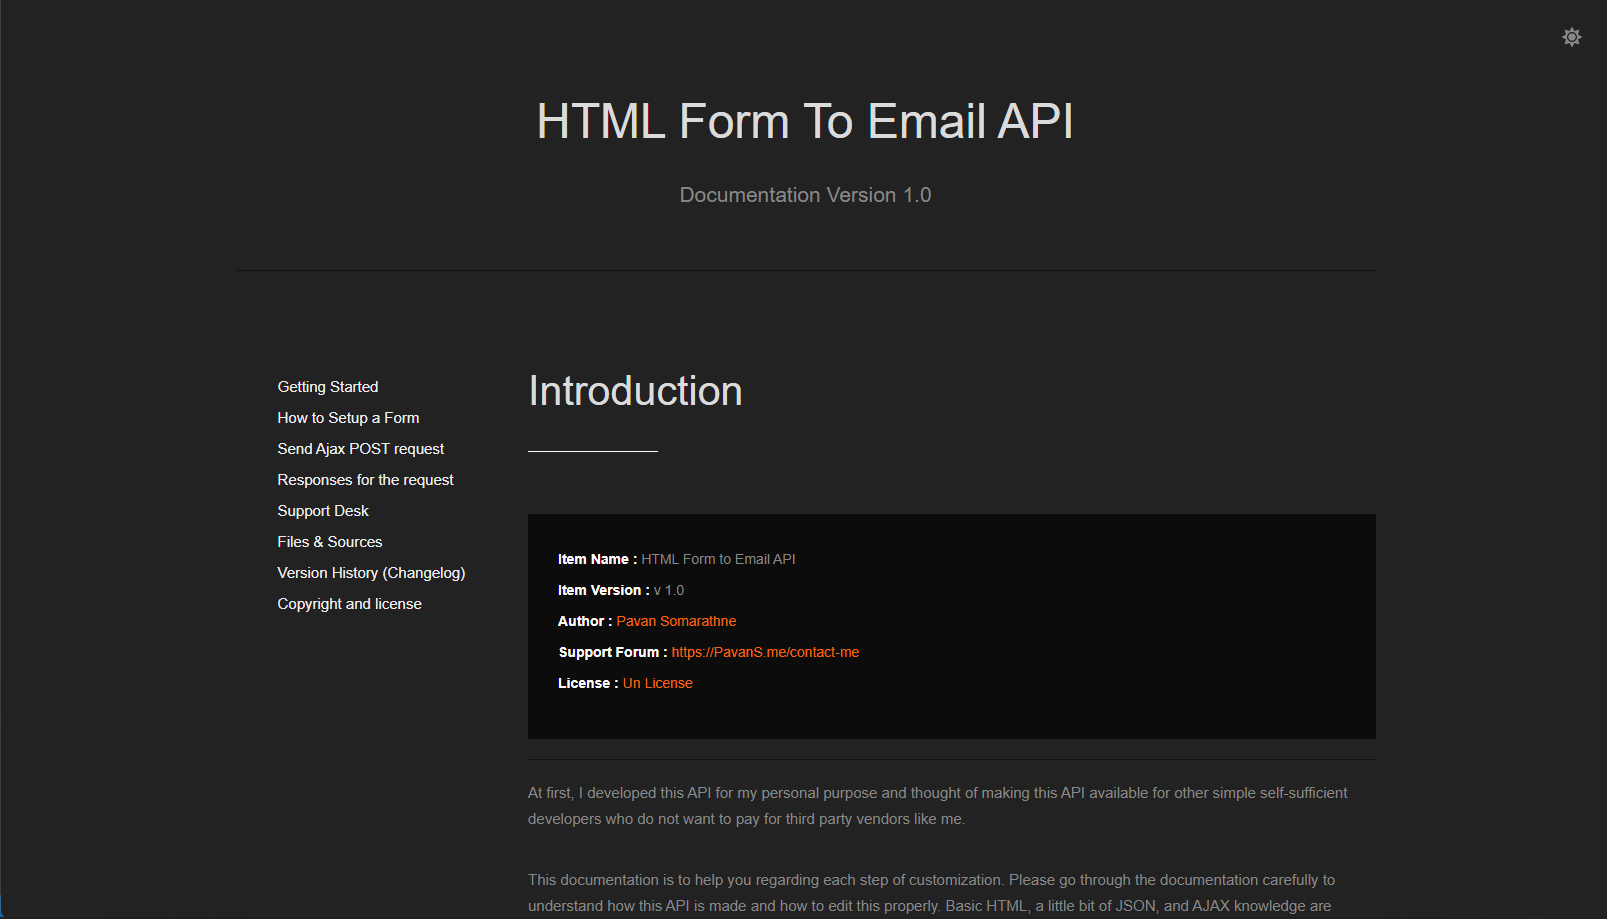 HTML Form To Email API
Documentation Version 1.0
Getting Started
How to Setup a Form
Send Ajax POST request
Responses for the request
Support Desk
Files & Sources
Version History (Changelog)
Copyright and license
Introduction
Item Name : HTML Form to Email API
Item Version : v 1.0
Author : Pavan Somarathne
Support Forum : https://PavanS.me/contact-me
License : Un License
At first, I developed this API for my personal purpose and thought of making this API available for other simple self-sufficient
developers who do not want to pay for third party vendors like me.
This documentation is to help you regarding each step of customization. Please go through the documentation carefully to
understand how this API is made and how to edit this properly. Basic HTML, a little bit of JSON, and AJAX knowledge are